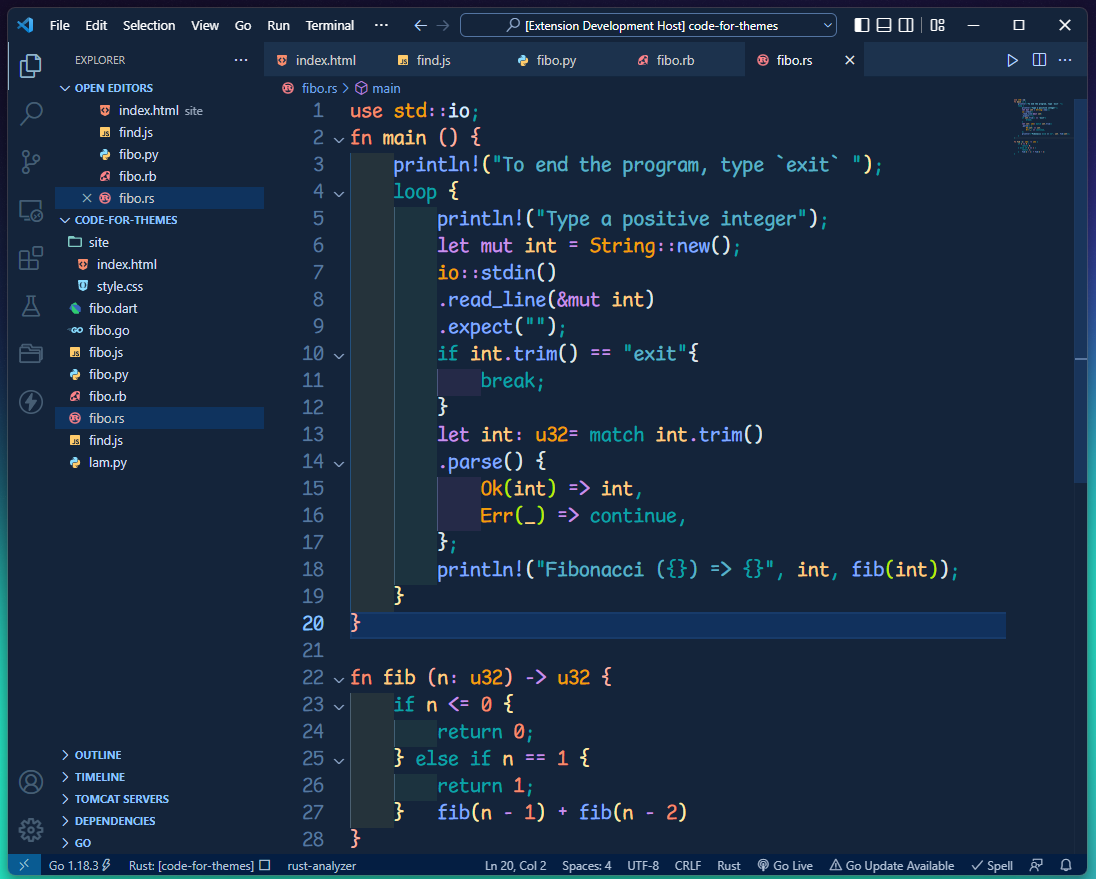 File Edit Selection View Go Run Terminal ··· [Extension Development Host] code-for-themes
EXPLORER ···
index.html find.js fibo.py fibo.rb fibo.rs
OPEN EDITORS
index.html site
find.js
fibo.py
fibo.rb
fibo.rs
CODE-FOR-THEMES
site
index.html
style.css
fibo.dart
fibo.go
fibo.js
fibo.py
fibo.rb
fibo.rs
find.js
lam.py
OUTLINE
TIMELINE
TOMCAT SERVERS
DEPENDENCIES
GO
fibo.rs > main
1 use std::io;
2 fn main () {
3 println!("To end the program, type `exit` ");
4 loop {
5 println!("Type a positive integer");
6 let mut int = String::new();
7 io::stdin()
8 .read_line(&mut int)
9 .expect("");
10 if int.trim() == "exit"{
11 break;
12 }
13 let int: u32= match int.trim()
14 .parse() {
15 Ok(int) => int,
16 Err(_) => continue,
17 };
18 println!("Fibonacci ({}) => {}", int, fib(int));
19 }
20 }
21
22 fn fib (n: u32) -> u32 {
23 if n <= 0 {
24 return 0;
25 } else if n == 1 {
26 return 1;
27 } fib(n - 1) + fib(n - 2)
28 }
Go 1.18.3 Rust: [code-for-themes] rust-analyzer Ln 20, Col 2 Spaces: 4 UTF-8 CRLF Rust Go Live Go Update Available Spell